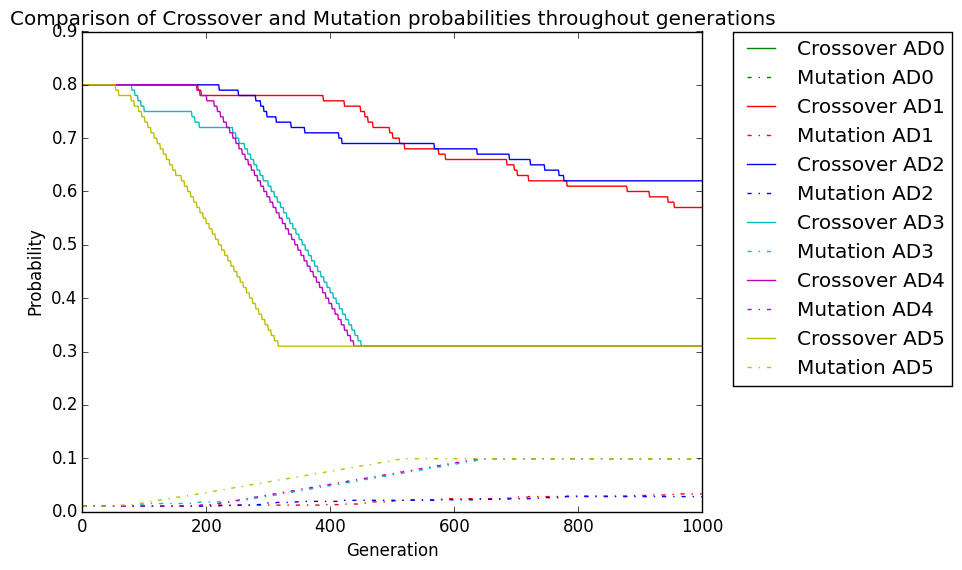 Comparison of Crossover and Mutation probabilities throughout generations
0.9
0.8
0.7
0.6
0.5
0.4
0.3
0.2
0.1
0.0
Probability
0 200 400 600 800 1000
Generation
Crossover AD0
Mutation AD0
Crossover AD1
Mutation AD1
Crossover AD2
Mutation AD2
Crossover AD3
Mutation AD3
Crossover AD4
Mutation AD4
Crossover AD5
Mutation AD5